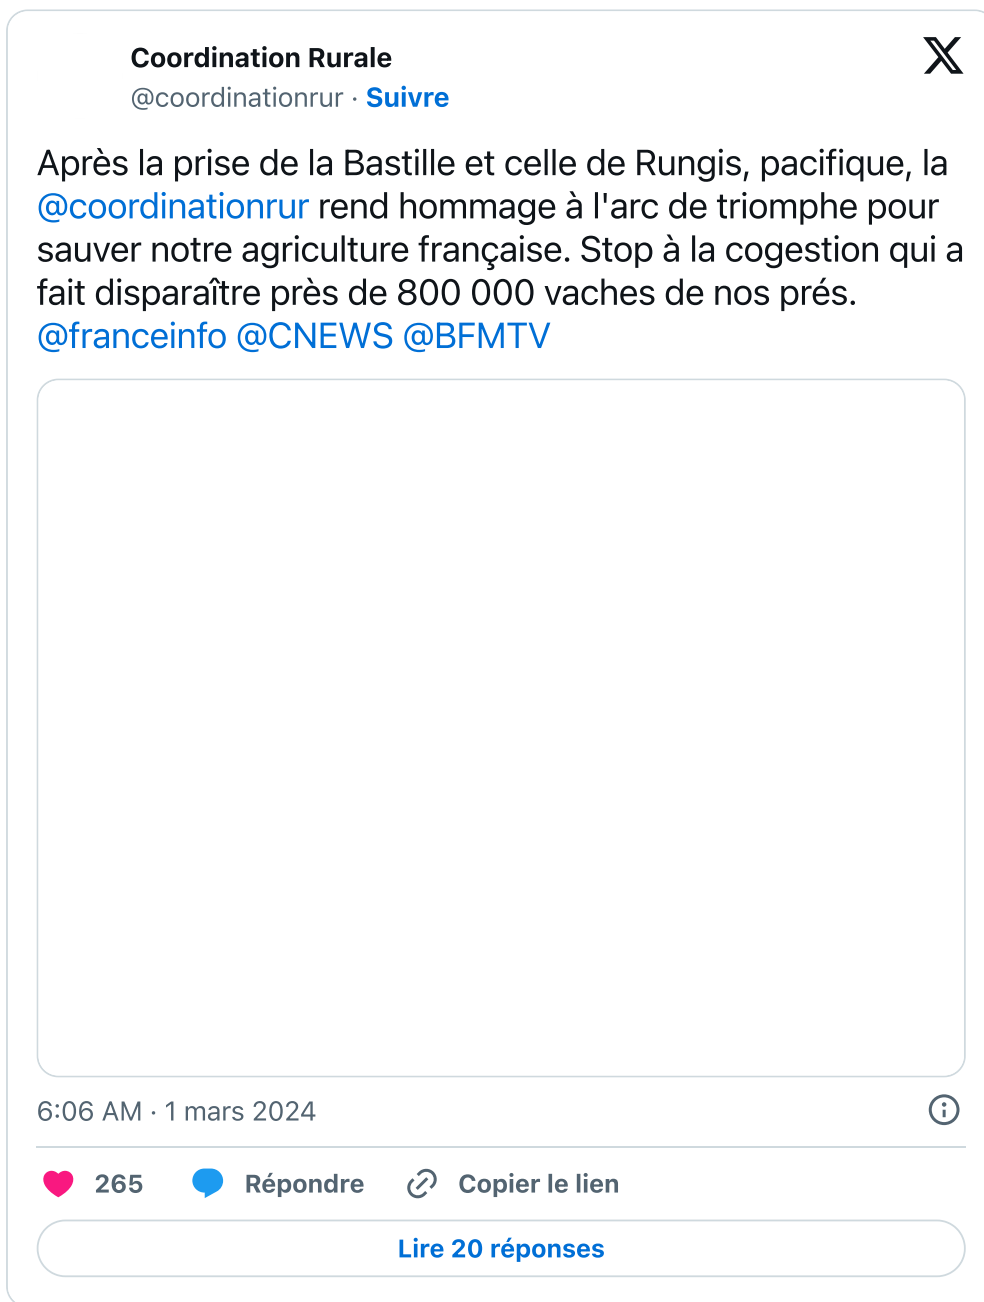 Coordination Rurale
@coordinationrur · Suivre
Après la prise de la Bastille et celle de Rungis, pacifique, la
@coordinationrur rend hommage à l'arc de triomphe pour
sauver notre agriculture française. Stop à la cogestion qui a
fait disparaître près de 800 000 vaches de nos prés.
@franceinfo @CNEWS @BFMTV
6:06 AM · 1 mars 2024
265 Répondre Copier le lien
Lire 20 réponses